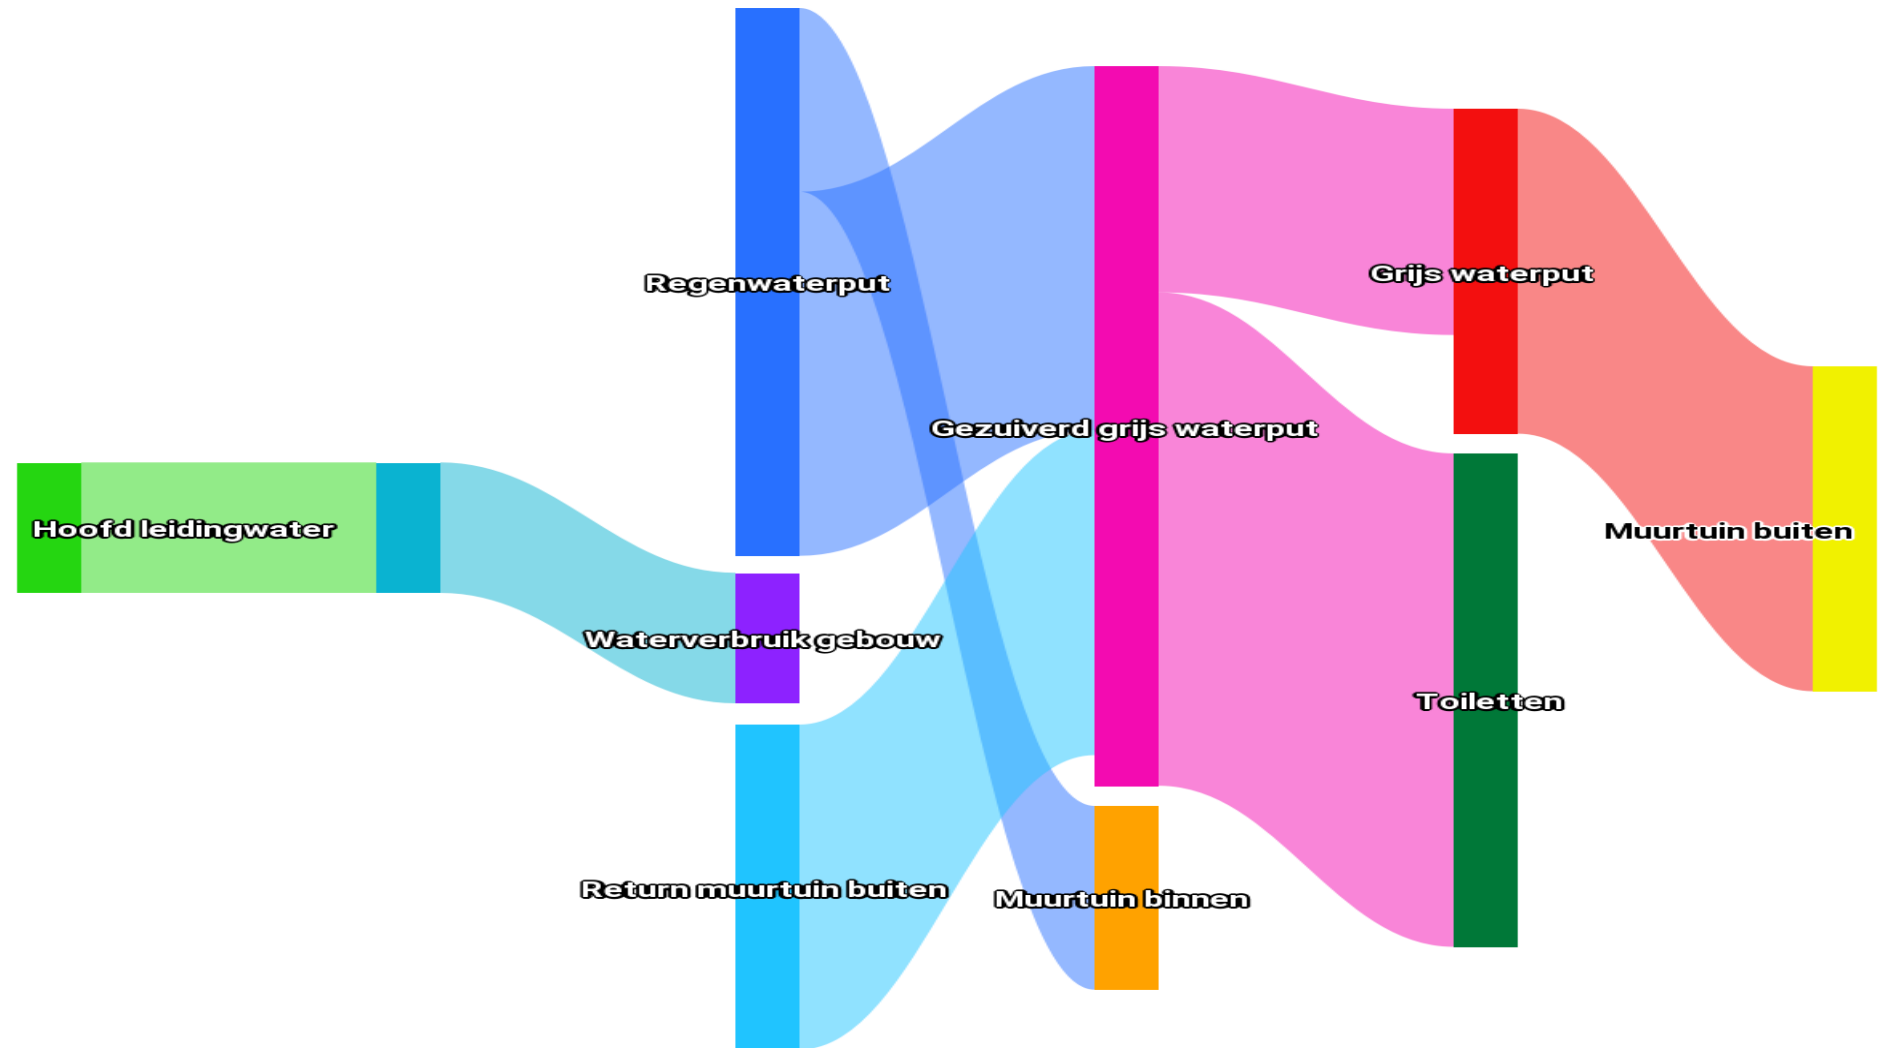 Regenwaterput
Grijs waterput
Gezuiverd grijs waterput
Hoofd leidingwater
Muurtuin buiten
Waterverbruik gebouw
Toiletten
Return muurtuin buiten
Muurtuin binnen